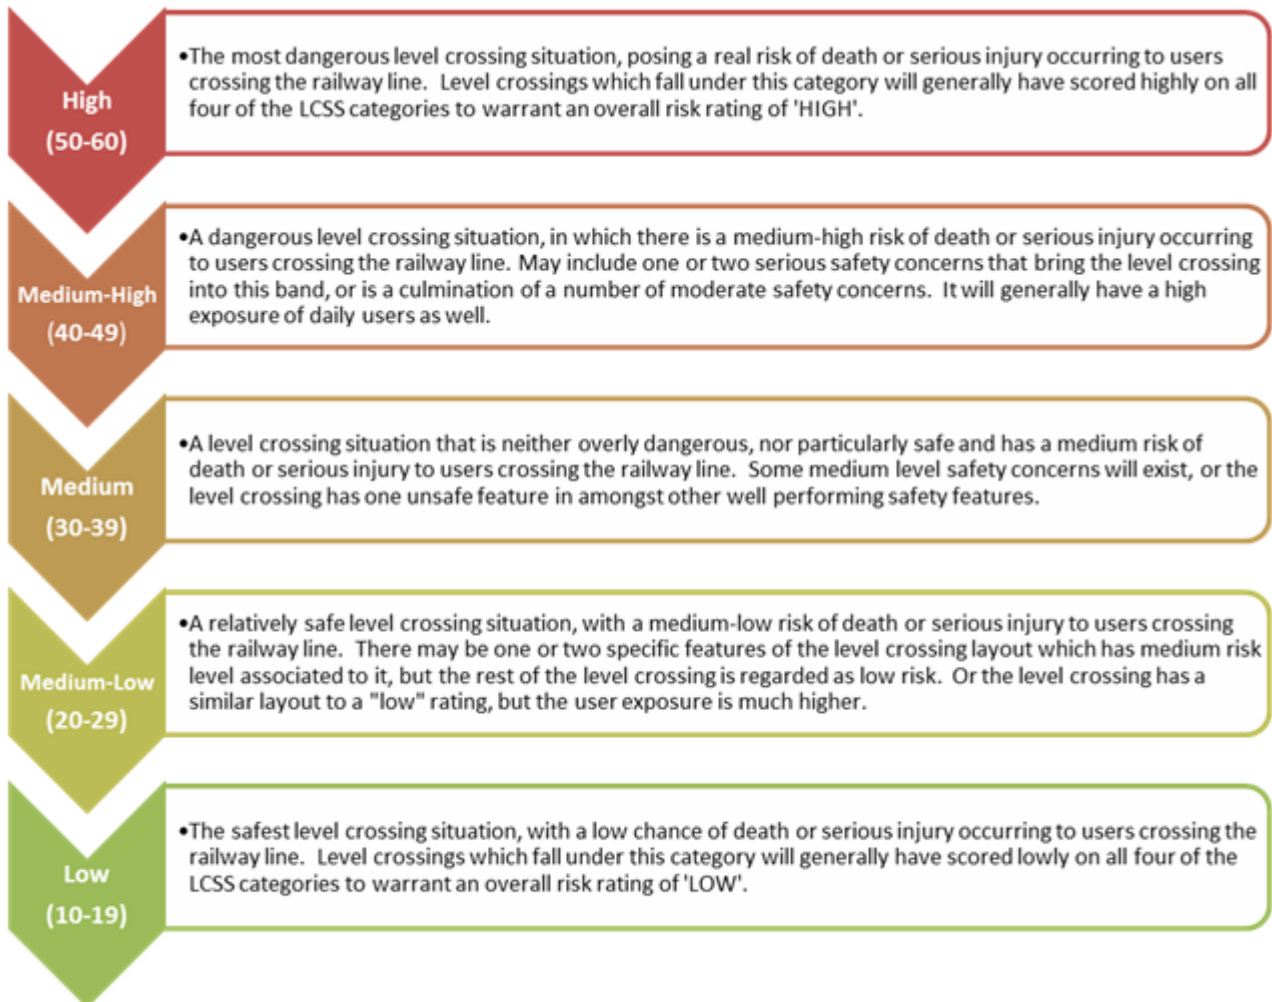 High
(50-60)
•The most dangerous level crossing situation, posing a real risk of death or serious injury occurring to users
crossing the railway line.  Level crossings which fall under this category will generally have scored highly on all
four of the LCSS categories to warrant an overall risk rating of 'HIGH'.
Medium-High
(40-49)
•A dangerous level crossing situation, in which there is a medium-high risk of death or serious injury occurring
to users crossing the railway line. May include one or two serious safety concerns that bring the level crossing
into this band, or is a culmination of a number of moderate safety concerns.  It will generally have a high
exposure of daily users as well.
Medium
(30-39)
•A level crossing situation that is neither overly dangerous, nor particularly safe and has a medium risk of
death or serious injury to users crossing the railway line.  Some medium level safety concerns will exist, or the
level crossing has one unsafe feature in amongst other well performing safety features.
Medium-Low
(20-29)
•A relatively safe level crossing situation, with a medium-low risk of death or serious injury to users crossing
the railway line.  There may be one or two specific features of the level crossing layout which has medium risk
level associated to it, but the rest of the level crossing is regarded as low risk.  Or the level crossing has a
similar layout to a "low" rating, but the user exposure is much higher.
Low
(10-19)
•The safest level crossing situation, with a low chance of death or serious injury occurring to users crossing the
railway line.  Level crossings which fall under this category will generally have scored lowly on all four of the
LCSS categories to warrant an overall risk rating of 'LOW'.